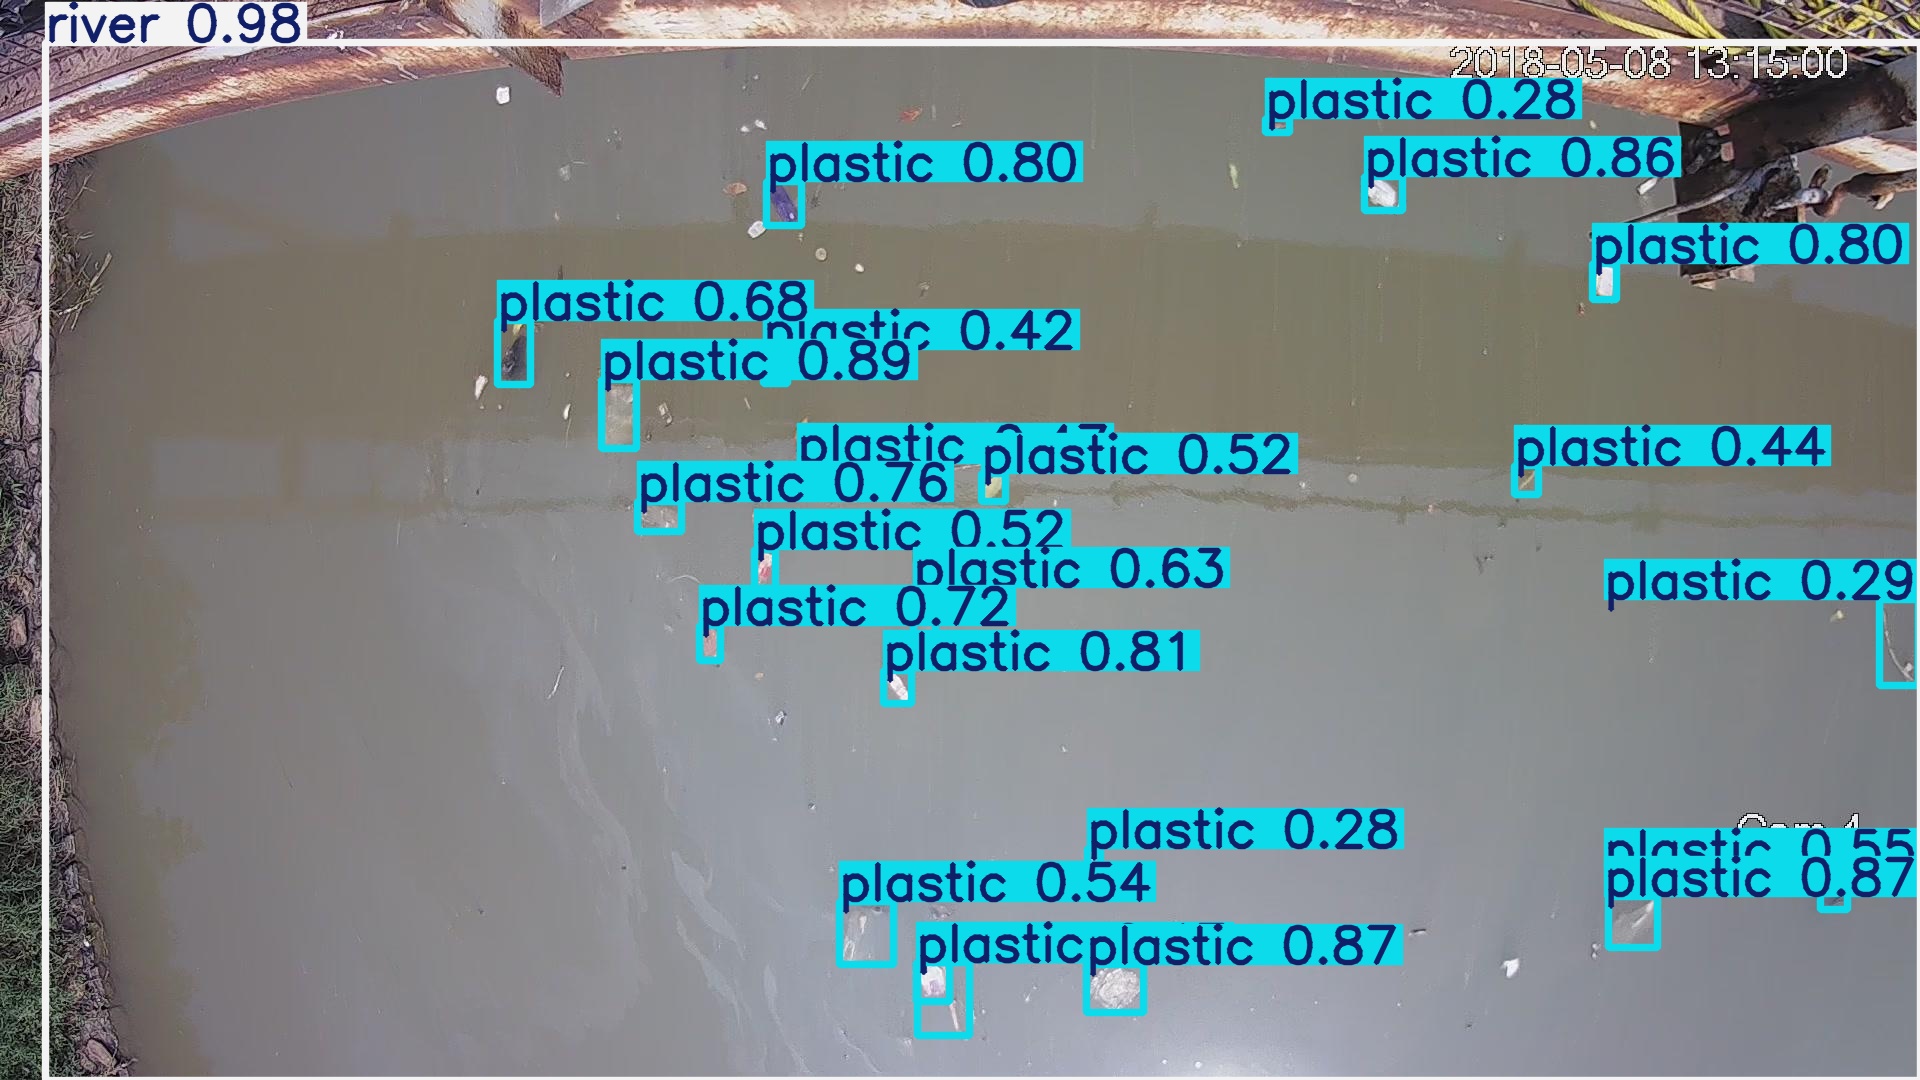 river 0.98
2018-05-08 13:15:00
plastic 0.28
plastic 0.80
plastic 0.86
plastic 0.80
plastic 0.68
plastic 0.42
plastic 0.89
plastic
plastic 0.52
plastic 0.44
plastic 0.76
plastic 0.52
plastic 0.63
plastic 0.72
plastic 0.29
plastic 0.81
plastic 0.28
plastic 0.55
plastic 0.54
plastic 0.87
plastic
plastic 0.87